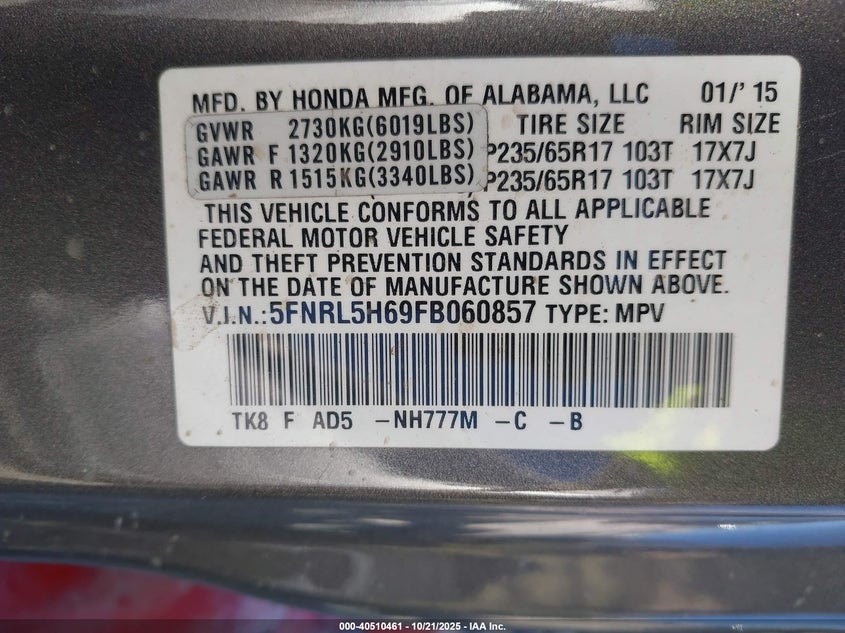 MFD. BY HONDA MFG. OF ALABAMA, LLC 01/' 15
GVWR 2730KG(6019LBS) TIRE SIZE RIM SIZE
GAWR F 1320KG(2910LBS) P235/65R17 103T 17X7J
GAWR R 1515KG(3340LBS) P235/65R17 103T 17X7J
THIS VEHICLE CONFORMS TO ALL APPLICABLE
FEDERAL MOTOR VEHICLE SAFETY
AND THEFT PREVENTION STANDARDS IN EFFECT
ON THE DATE OF MANUFACTURE SHOWN ABOVE.
V.I.N.:5FNRL5H69FB060857 TYPE: MPV
TK8 F AD5 -NH777M -C -B
000-40510461 - 10/21/2025 - IAA Inc.